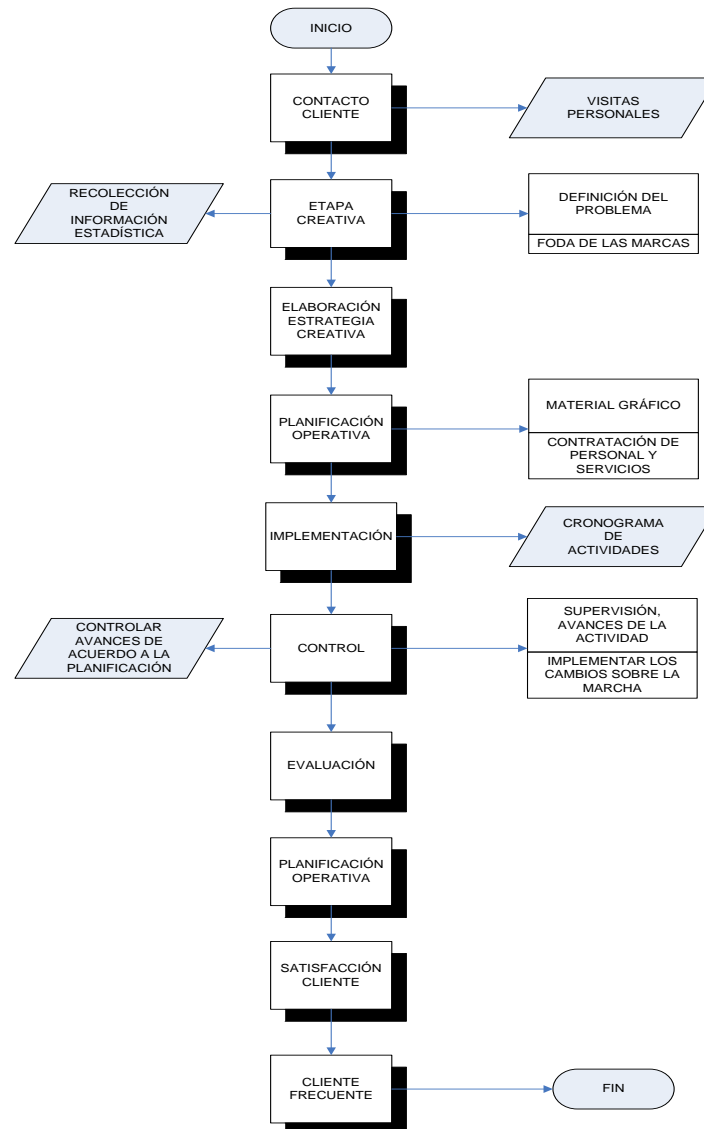 INICIO
CONTACTO
CLIENTE
VISITAS
PERSONALES
RECOLECCIÓN
DE
INFORMACIÓN
ESTADÍSTICA
ETAPA
CREATIVA
DEFINICIÓN DEL
PROBLEMA
FODA DE LAS MARCAS
ELABORACIÓN
ESTRATEGIA
CREATIVA
PLANIFICACIÓN
OPERATIVA
MATERIAL GRÁFICO
CONTRATACIÓN DE
PERSONAL Y
SERVICIOS
IMPLEMENTACIÓN
CRONOGRAMA
DE
ACTIVIDADES
CONTROLAR
AVANCES DE
ACUERDO A LA
PLANIFICACIÓN
CONTROL
SUPERVISIÓN,
AVANCES DE LA
ACTIVIDAD
IMPLEMENTAR LOS
CAMBIOS SOBRE LA
MARCHA
EVALUACIÓN
PLANIFICACIÓN
OPERATIVA
SATISFACCIÓN
CLIENTE
CLIENTE
FRECUENTE
FIN